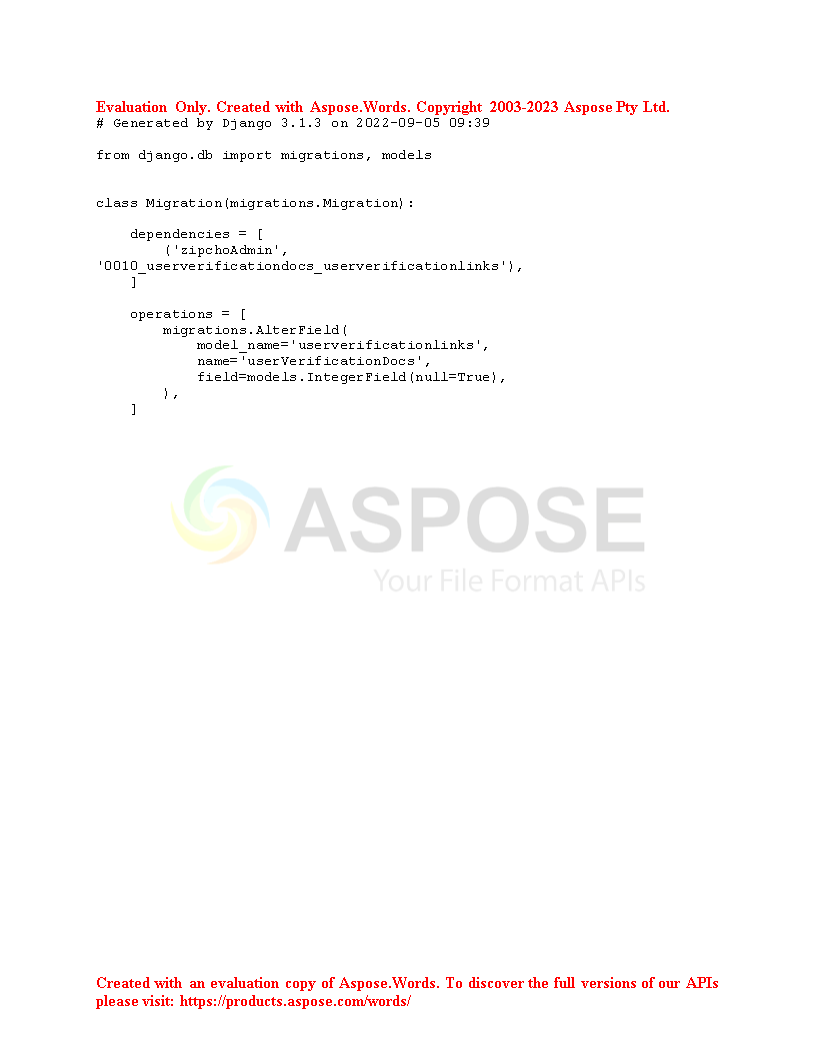 Evaluation Only. Created with Aspose.Words. Copyright 2003-2023 Aspose Pty Ltd.
# Generated by Django 3.1.3 on 2022-09-05 09:39

from django.db import migrations, models


class Migration(migrations.Migration):

    dependencies = [
        ('zipchoAdmin',
'0010_userverificationdocs_userverificationlinks'),
    ]

    operations = [
        migrations.AlterField(
            model_name='userverificationlinks',
            name='userVerificationDocs',
            field=models.IntegerField(null=True),
        ),
    ]

ASPOSE
Your File Format APIs

Created with an evaluation copy of Aspose.Words. To discover the full versions of our APIs
please visit: https://products.aspose.com/words/